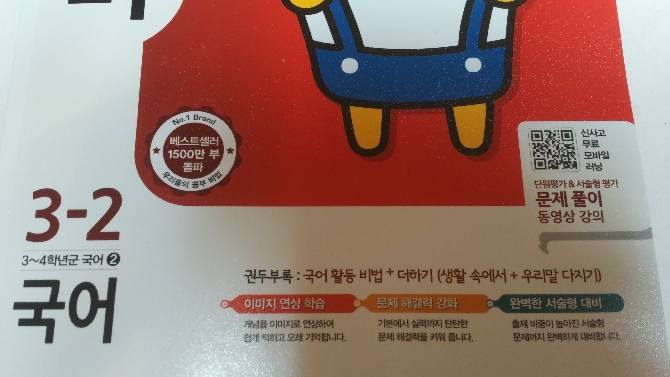 No.1 Brand
베스트셀러
1500만 부
돌파
우리들의 공부 비법
신사고
무료
모바일
러닝
단원평가 & 서술형 평가
문제 풀이
동영상 강의
3-2
3~4학년군 국어 ❷
국어
권두부록 : 국어 활동 비법 + 더하기 (생활 속에서 + 우리말 다지기)
이미지 연상 학습
개념을 이미지로 연상하여
쉽게 익히고 오래 기억합니다.
문제 해결력 강화
기본에서 실력까지 탄탄한
문제 해결력을 키워 줍니다.
완벽한 서술형 대비
출제 비중이 높아진 서술형
문제까지 완벽하게 대비합니다.